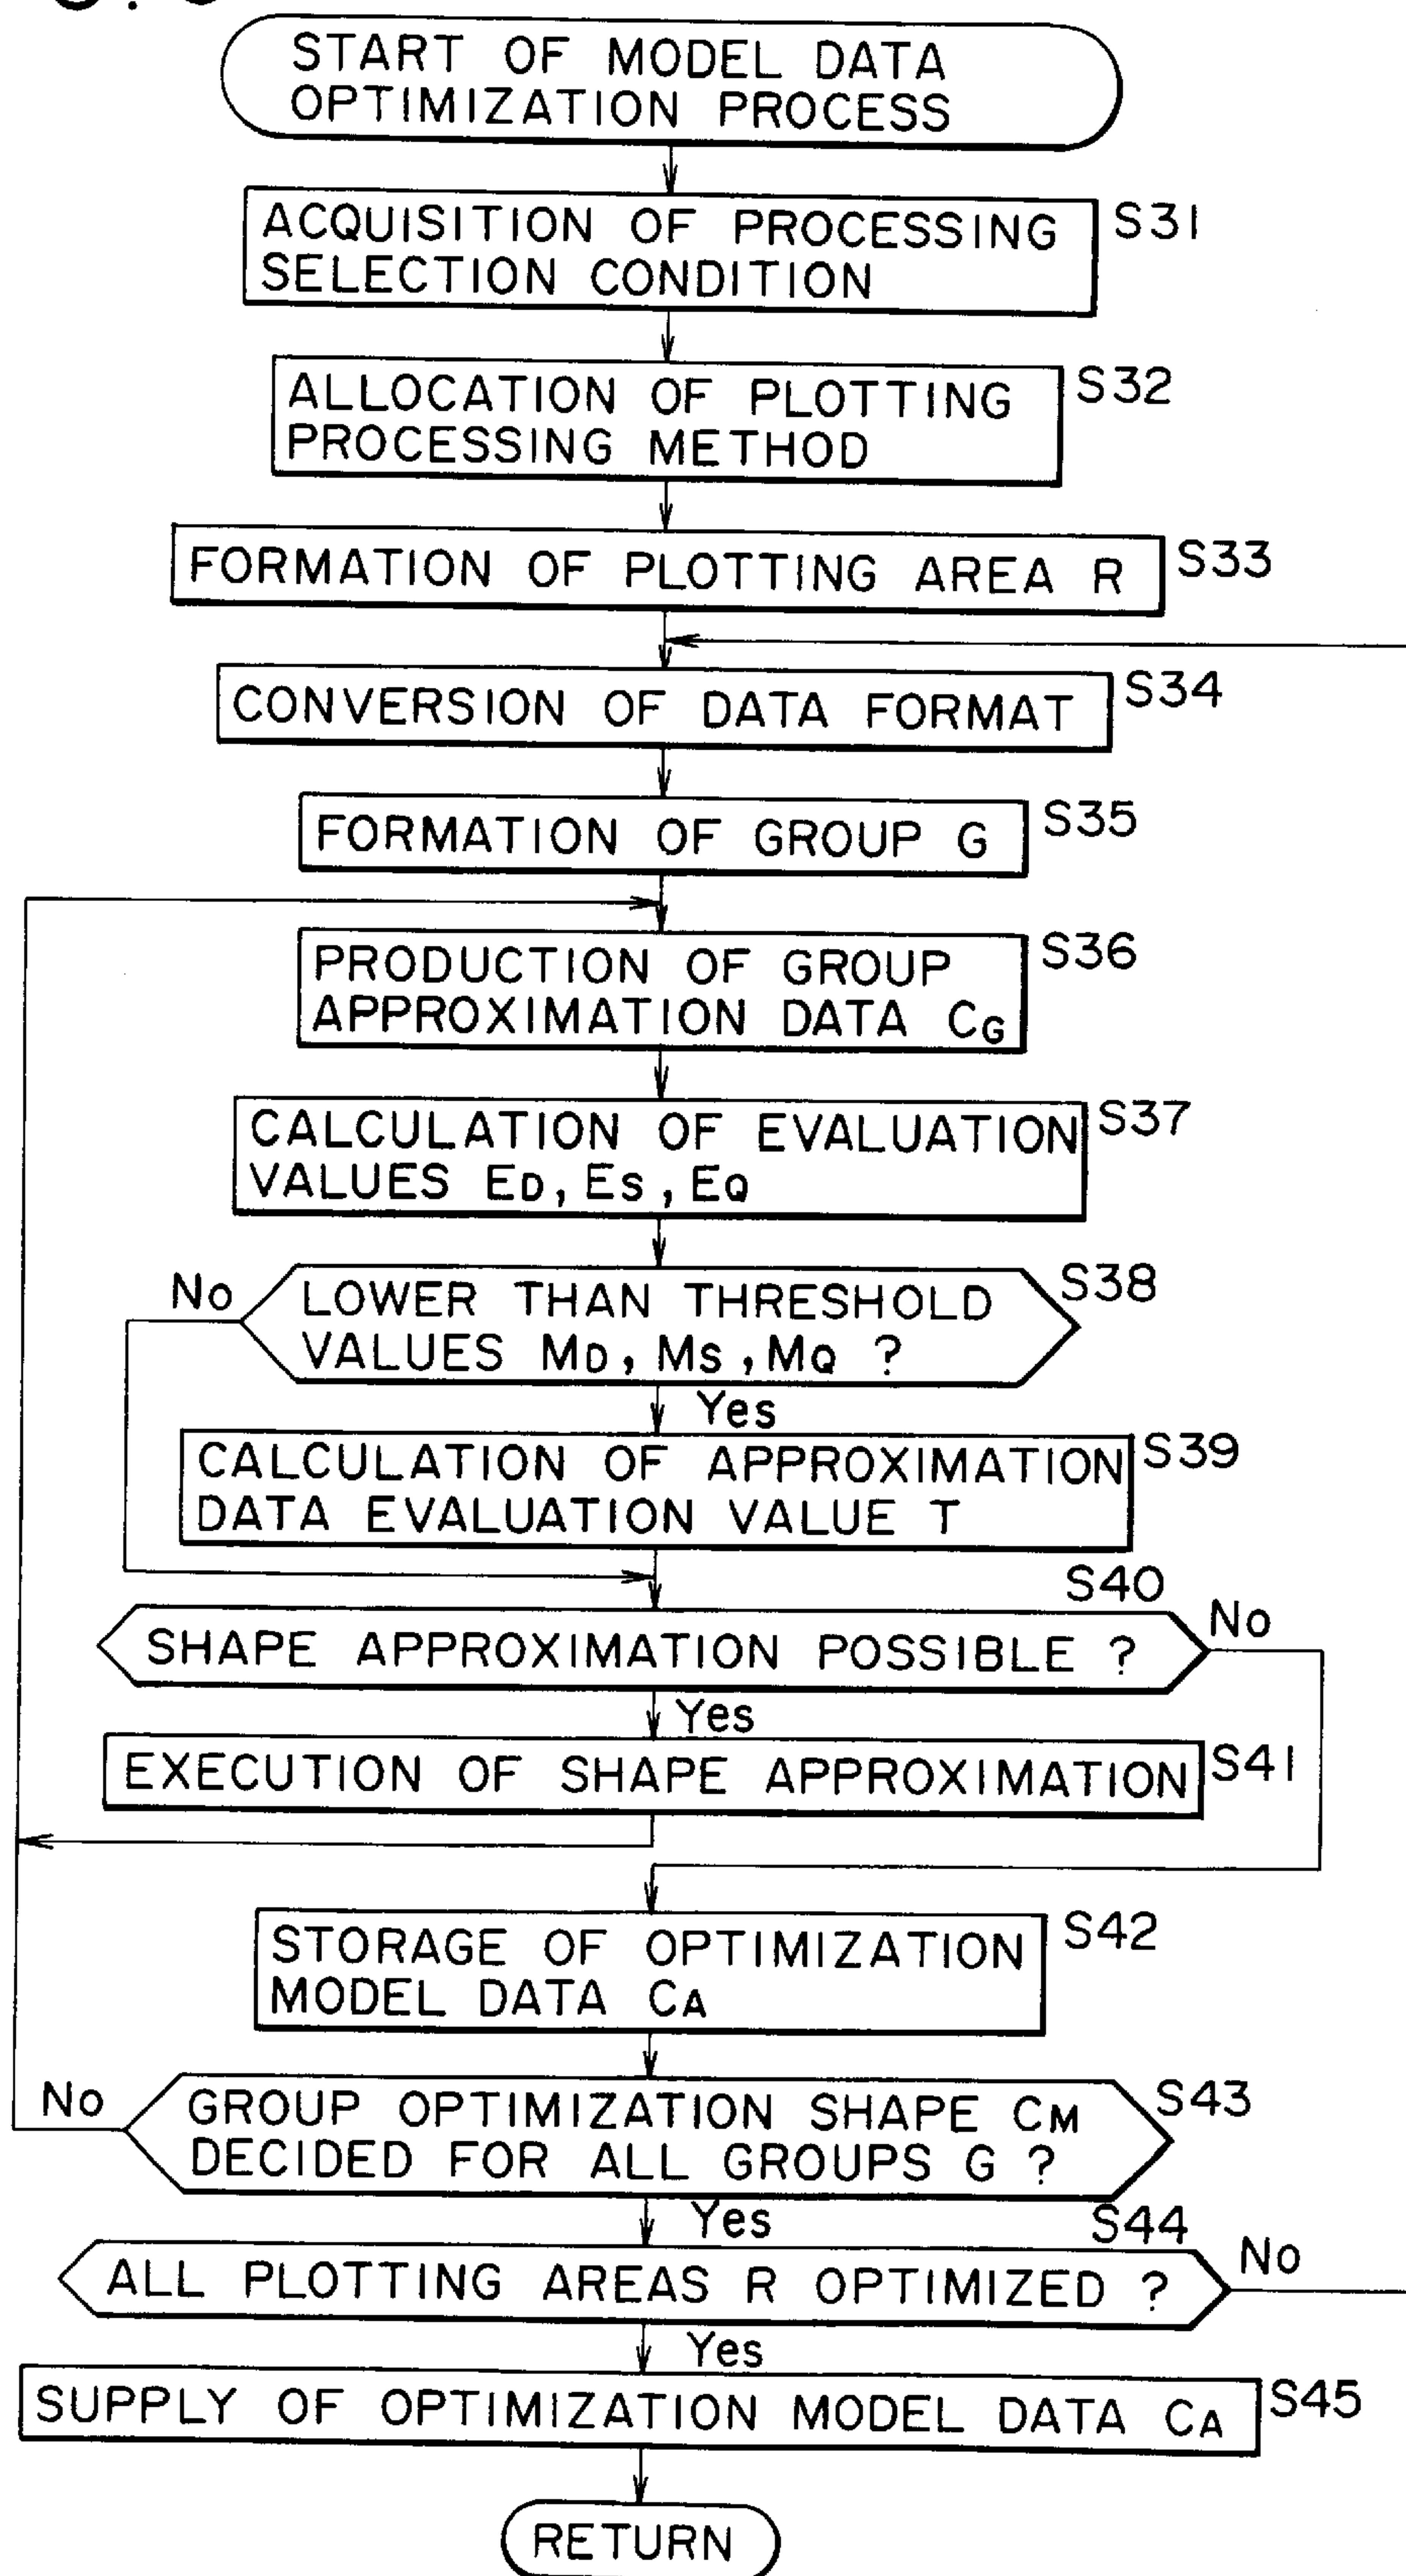 START OF MODEL DATA
OPTIMIZATION PROCESS
ACQUISITION OF PROCESSING
SELECTION CONDITION
S31
ALLOCATION OF PLOTTING
PROCESSING METHOD
S32
FORMATION OF PLOTTING AREA R
S33
CONVERSION OF DATA FORMAT
S34
FORMATION OF GROUP G
S35
PRODUCTION OF GROUP
APPROXIMATION DATA CG
S36
CALCULATION OF EVALUATION
VALUES ED, ES, EQ
S37
No
LOWER THAN THRESHOLD
VALUES MD, MS, MQ ?
S38
Yes
CALCULATION OF APPROXIMATION
DATA EVALUATION VALUE T
S39
S40
SHAPE APPROXIMATION POSSIBLE ?
No
Yes
EXECUTION OF SHAPE APPROXIMATION
S41
STORAGE OF OPTIMIZATION
MODEL DATA CA
S42
No
GROUP OPTIMIZATION SHAPE CM
DECIDED FOR ALL GROUPS G ?
S43
Yes
S44
ALL PLOTTING AREAS R OPTIMIZED ?
No
Yes
SUPPLY OF OPTIMIZATION MODEL DATA CA
S45
RETURN